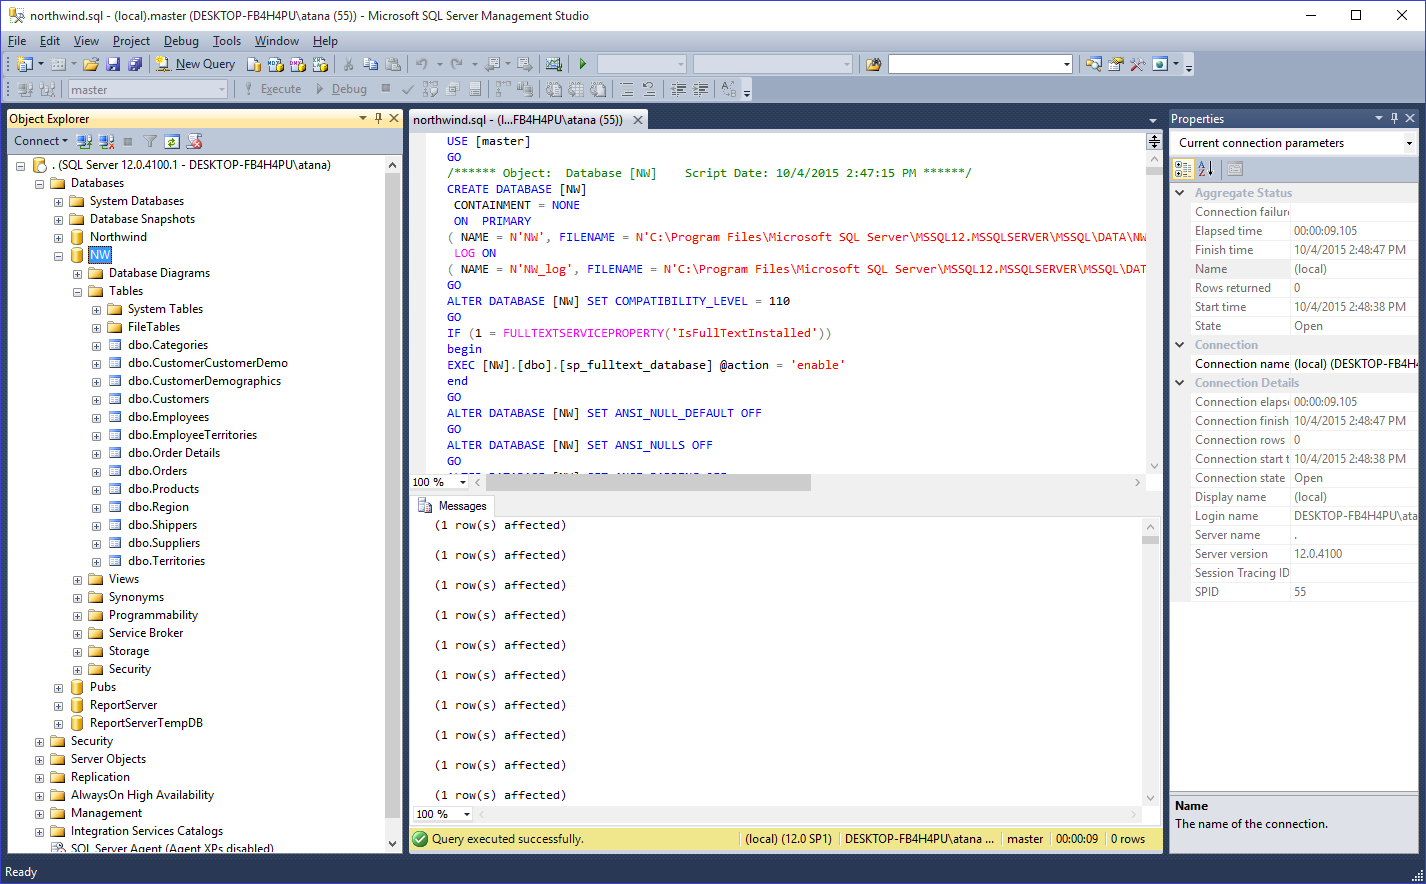 northwind.sql - (local).master (DESKTOP-FB4H4PU\atana (55)) - Microsoft SQL Server Management Studio
File Edit View Project Debug Tools Window Help
New Query
master
Execute Debug
Object Explorer
Connect
. (SQL Server 12.0.4100.1 - DESKTOP-FB4H4PU\atana)
Databases
System Databases
Database Snapshots
Northwind
NW
Database Diagrams
Tables
System Tables
FileTables
dbo.Categories
dbo.CustomerCustomerDemo
dbo.CustomerDemographics
dbo.Customers
dbo.Employees
dbo.EmployeeTerritories
dbo.Order Details
dbo.Orders
dbo.Products
dbo.Region
dbo.Shippers
dbo.Suppliers
dbo.Territories
Views
Synonyms
Programmability
Service Broker
Storage
Security
Pubs
ReportServer
ReportServerTempDB
Security
Server Objects
Replication
AlwaysOn High Availability
Management
Integration Services Catalogs
SQL Server Agent (Agent XPs disabled)
northwind.sql - (l...FB4H4PU\atana (55))
USE [master]
GO
/****** Object:  Database [NW]    Script Date: 10/4/2015 2:47:15 PM ******/
CREATE DATABASE [NW]
CONTAINMENT = NONE
ON  PRIMARY
( NAME = N'NW', FILENAME = N'C:\Program Files\Microsoft SQL Server\MSSQL12.MSSQLSERVER\MSSQL\DATA\NW
LOG ON
( NAME = N'NW_log', FILENAME = N'C:\Program Files\Microsoft SQL Server\MSSQL12.MSSQLSERVER\MSSQL\DAT
GO
ALTER DATABASE [NW] SET COMPATIBILITY_LEVEL = 110
GO
IF (1 = FULLTEXTSERVICEPROPERTY('IsFullTextInstalled'))
begin
EXEC [NW].[dbo].[sp_fulltext_database] @action = 'enable'
end
GO
ALTER DATABASE [NW] SET ANSI_NULL_DEFAULT OFF
GO
ALTER DATABASE [NW] SET ANSI_NULLS OFF
GO
100 %
Messages
(1 row(s) affected)
(1 row(s) affected)
(1 row(s) affected)
(1 row(s) affected)
(1 row(s) affected)
(1 row(s) affected)
(1 row(s) affected)
(1 row(s) affected)
(1 row(s) affected)
(1 row(s) affected)
100 %
Query executed successfully. (local) (12.0 SP1) DESKTOP-FB4H4PU\atana ... master 00:00:09 0 rows
Properties
Current connection parameters
Aggregate Status
Connection failure
Elapsed time 00:00:09.105
Finish time 10/4/2015 2:48:47 PM
Name (local)
Rows returned 0
Start time 10/4/2015 2:48:38 PM
State Open
Connection
Connection name (local) (DESKTOP-FB4H4
Connection Details
Connection elapse 00:00:09.105
Connection finish 10/4/2015 2:48:47 PM
Connection rows 0
Connection start t 10/4/2015 2:48:38 PM
Connection state Open
Display name (local)
Login name DESKTOP-FB4H4PU\ata
Server name .
Server version 12.0.4100
Session Tracing ID
SPID 55
Name
The name of the connection.
Ready